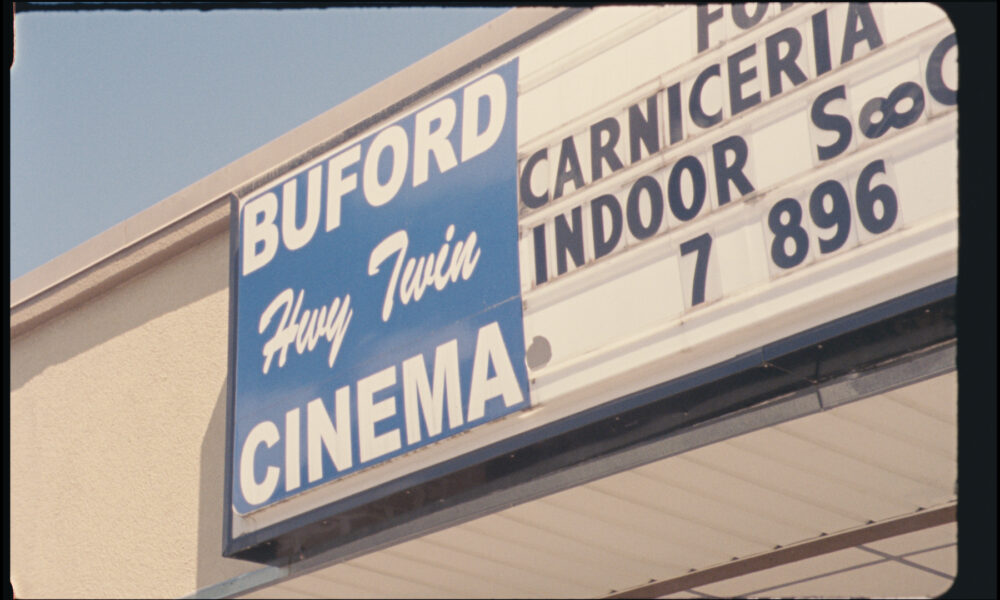 BUFORD
Hwy Twin
CINEMA
CARNICERIA
INDOOR
7 896